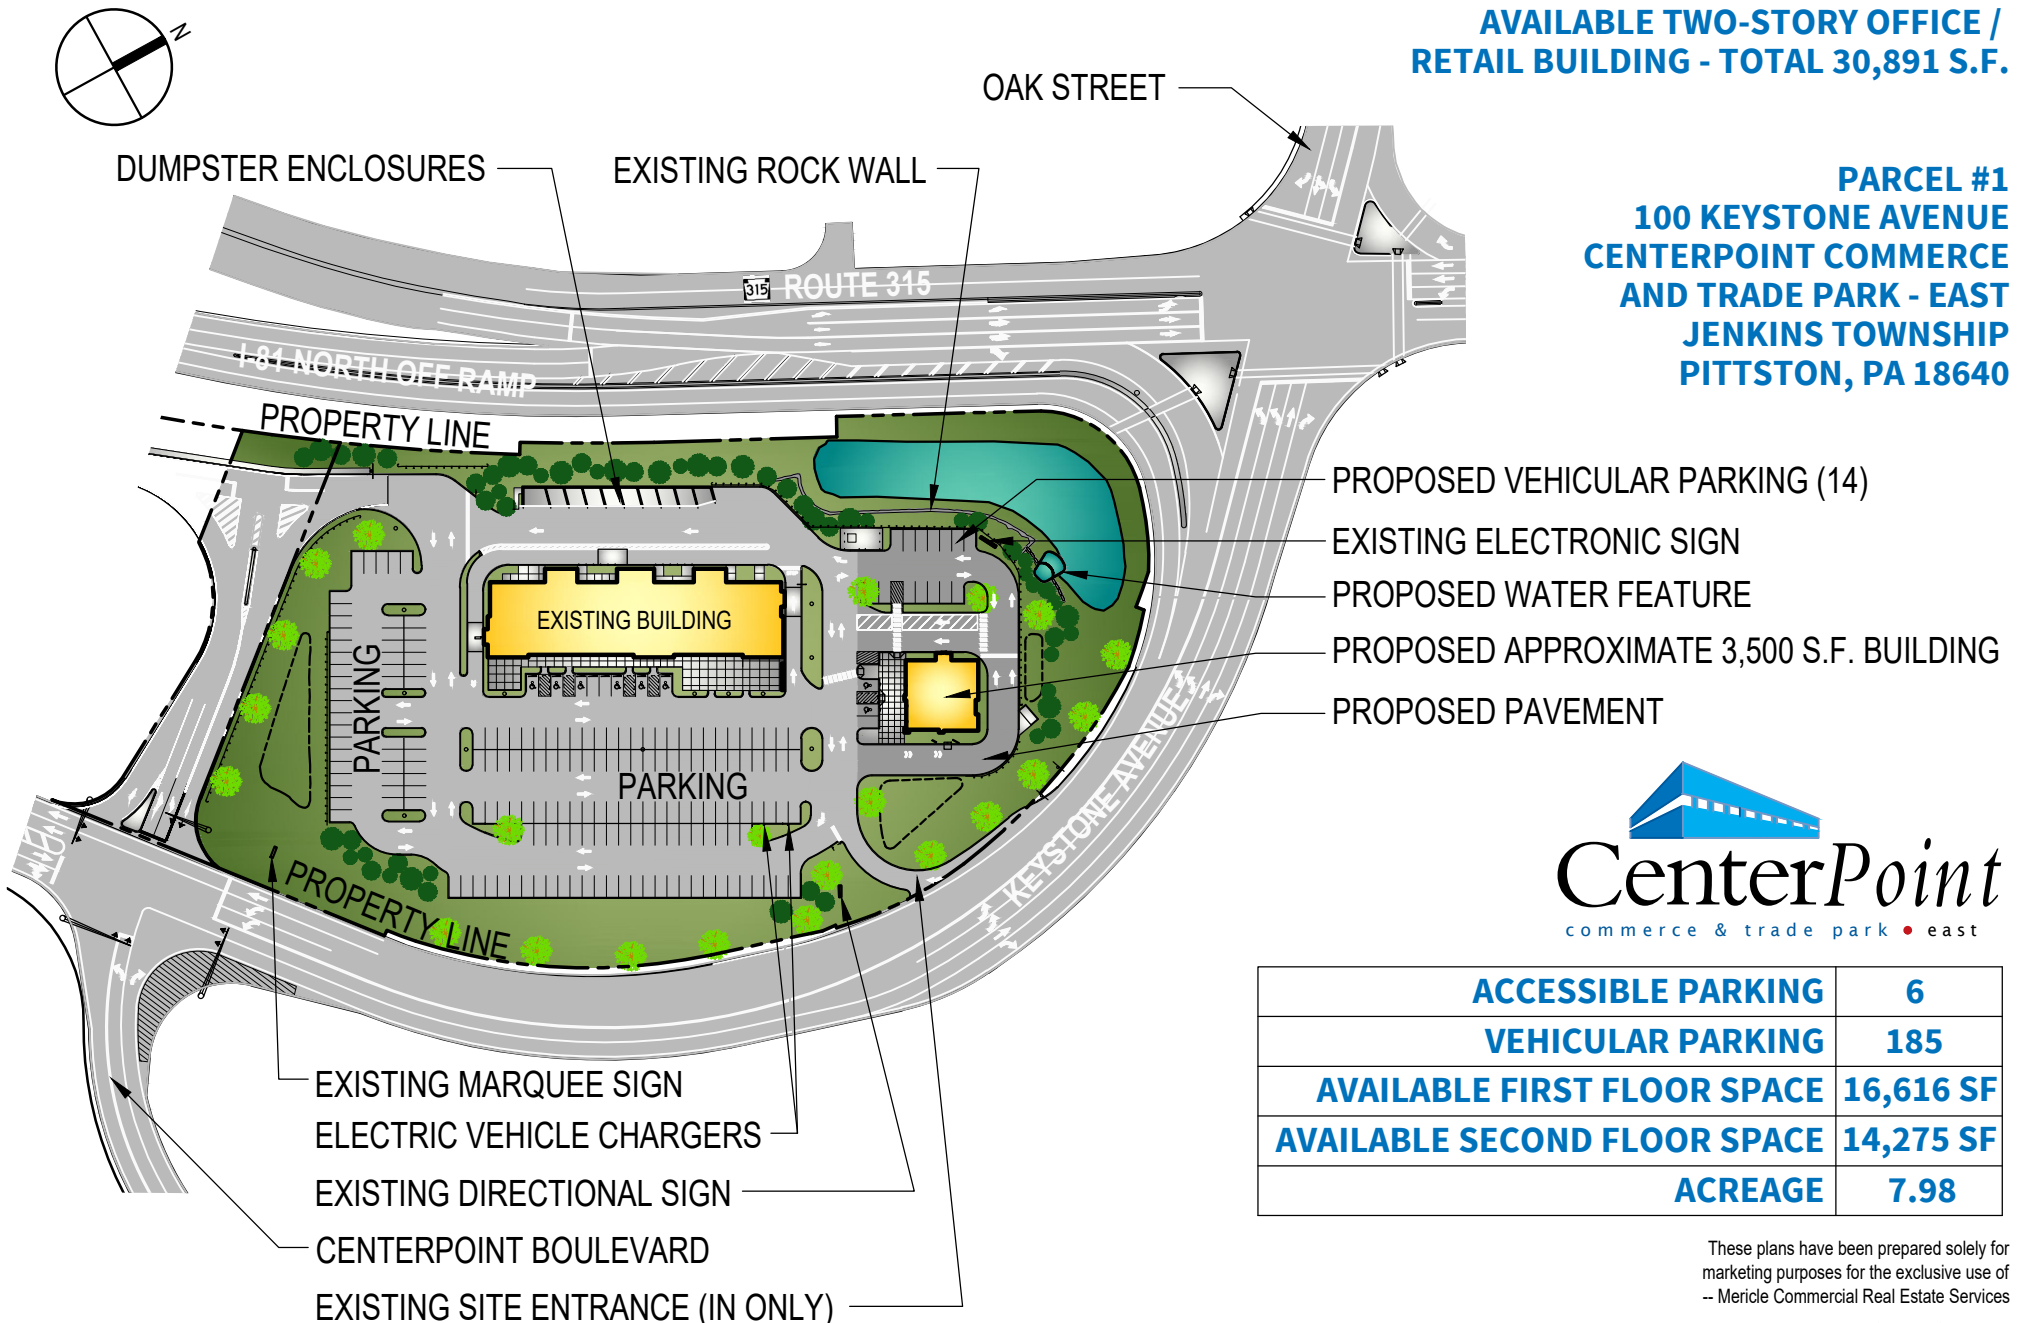 N
AVAILABLE TWO-STORY OFFICE /
RETAIL BUILDING - TOTAL 30,891 S.F.
PARCEL #1
100 KEYSTONE AVENUE
CENTERPOINT COMMERCE
AND TRADE PARK - EAST
JENKINS TOWNSHIP
PITTSTON, PA 18640
OAK STREET
DUMPSTER ENCLOSURES
EXISTING ROCK WALL
315 ROUTE 315
I-81 NORTH OFF RAMP
PROPERTY LINE
PROPOSED VEHICULAR PARKING (14)
EXISTING ELECTRONIC SIGN
PROPOSED WATER FEATURE
PROPOSED APPROXIMATE 3,500 S.F. BUILDING
PROPOSED PAVEMENT
EXISTING BUILDING
PARKING
PARKING
KEYSTONE AVENUE
PROPERTY LINE
CenterPoint
commerce & trade park • east
ACCESSIBLE PARKING 6
VEHICULAR PARKING 185
AVAILABLE FIRST FLOOR SPACE 16,616 SF
AVAILABLE SECOND FLOOR SPACE 14,275 SF
ACREAGE 7.98
EXISTING MARQUEE SIGN
ELECTRIC VEHICLE CHARGERS
EXISTING DIRECTIONAL SIGN
CENTERPOINT BOULEVARD
EXISTING SITE ENTRANCE (IN ONLY)
These plans have been prepared solely for
marketing purposes for the exclusive use of
-- Mericle Commercial Real Estate Services